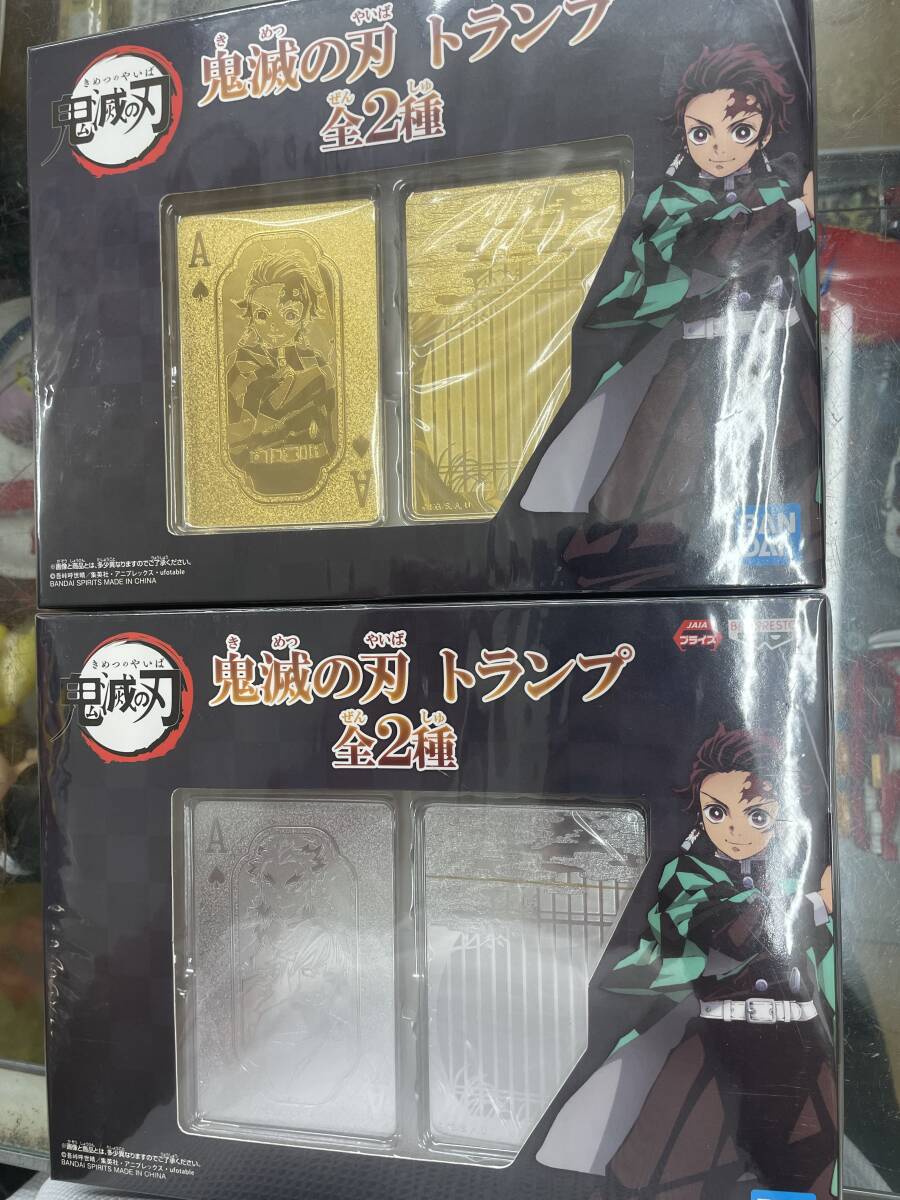 き めつ やいば
鬼滅の刃 トランプ
ぜん しゅ
全2種
きめつのやいば
鬼滅の刃
A
A
※画像と商品とは、多少異なりますのでご了承ください。
©吾峠呼世晴／集英社・アニプレックス・ufotable
BANDAI SPIRITS MADE IN CHINA
BAN
DAI
き めつ やいば
鬼滅の刃 トランプ
ぜん しゅ
全2種
きめつのやいば
鬼滅の刃
JAIA
プライズ
BANPRESTO
A
※画像と商品とは、多少異なりますのでご了承ください。
©吾峠呼世晴／集英社・アニプレックス・ufotable
BANDAI SPIRITS MADE IN CHINA
BAN